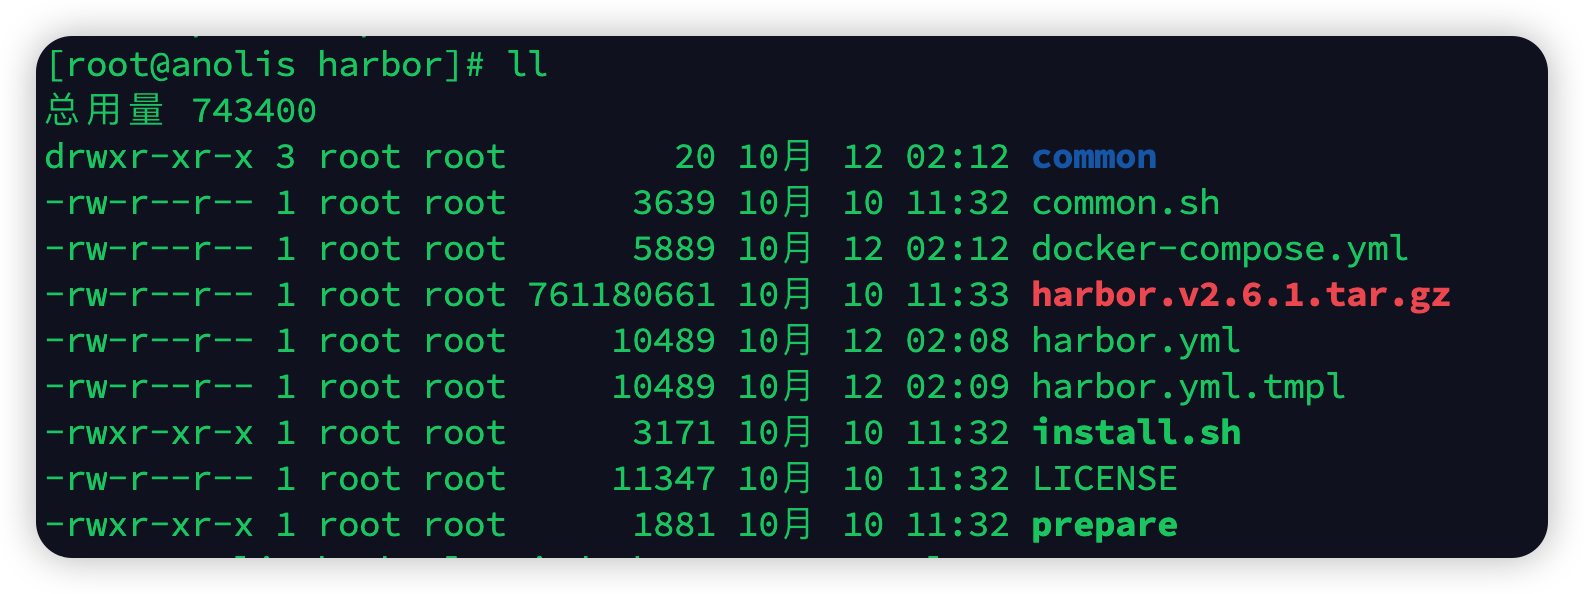 [root@anolis harbor]# ll
总用量 743400
drwxr-xr-x 3 root root        20 10月  12 02:12 common
-rw-r--r-- 1 root root      3639 10月  10 11:32 common.sh
-rw-r--r-- 1 root root      5889 10月  12 02:12 docker-compose.yml
-rw-r--r-- 1 root root 761180661 10月  10 11:33 harbor.v2.6.1.tar.gz
-rw-r--r-- 1 root root     10489 10月  12 02:08 harbor.yml
-rw-r--r-- 1 root root     10489 10月  12 02:09 harbor.yml.tmpl
-rwxr-xr-x 1 root root      3171 10月  10 11:32 install.sh
-rw-r--r-- 1 root root     11347 10月  10 11:32 LICENSE
-rwxr-xr-x 1 root root      1881 10月  10 11:32 prepare